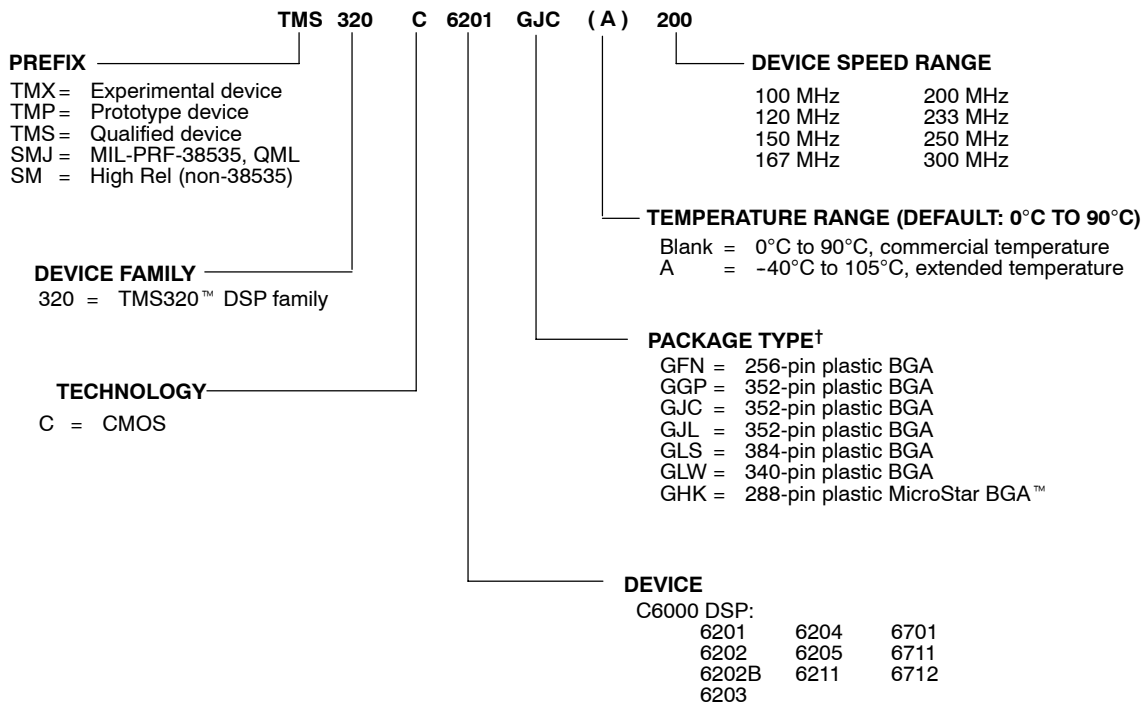 TMS 320 C 6201 GJC ( A ) 200
PREFIX
TMX = Experimental device
TMP = Prototype device
TMS = Qualified device
SMJ = MIL-PRF-38535, QML
SM = High Rel (non-38535)
DEVICE SPEED RANGE
100 MHz 200 MHz
120 MHz 233 MHz
150 MHz 250 MHz
167 MHz 300 MHz
TEMPERATURE RANGE (DEFAULT: 0°C TO 90°C)
Blank = 0°C to 90°C, commercial temperature
A = -40°C to 105°C, extended temperature
DEVICE FAMILY
320 = TMS320™ DSP family
PACKAGE TYPE†
GFN = 256-pin plastic BGA
GGP = 352-pin plastic BGA
GJC = 352-pin plastic BGA
GJL = 352-pin plastic BGA
GLS = 384-pin plastic BGA
GLW = 340-pin plastic BGA
GHK = 288-pin plastic MicroStar BGA™
TECHNOLOGY
C = CMOS
DEVICE
C6000 DSP:
6201 6204 6701
6202 6205 6711
6202B 6211 6712
6203